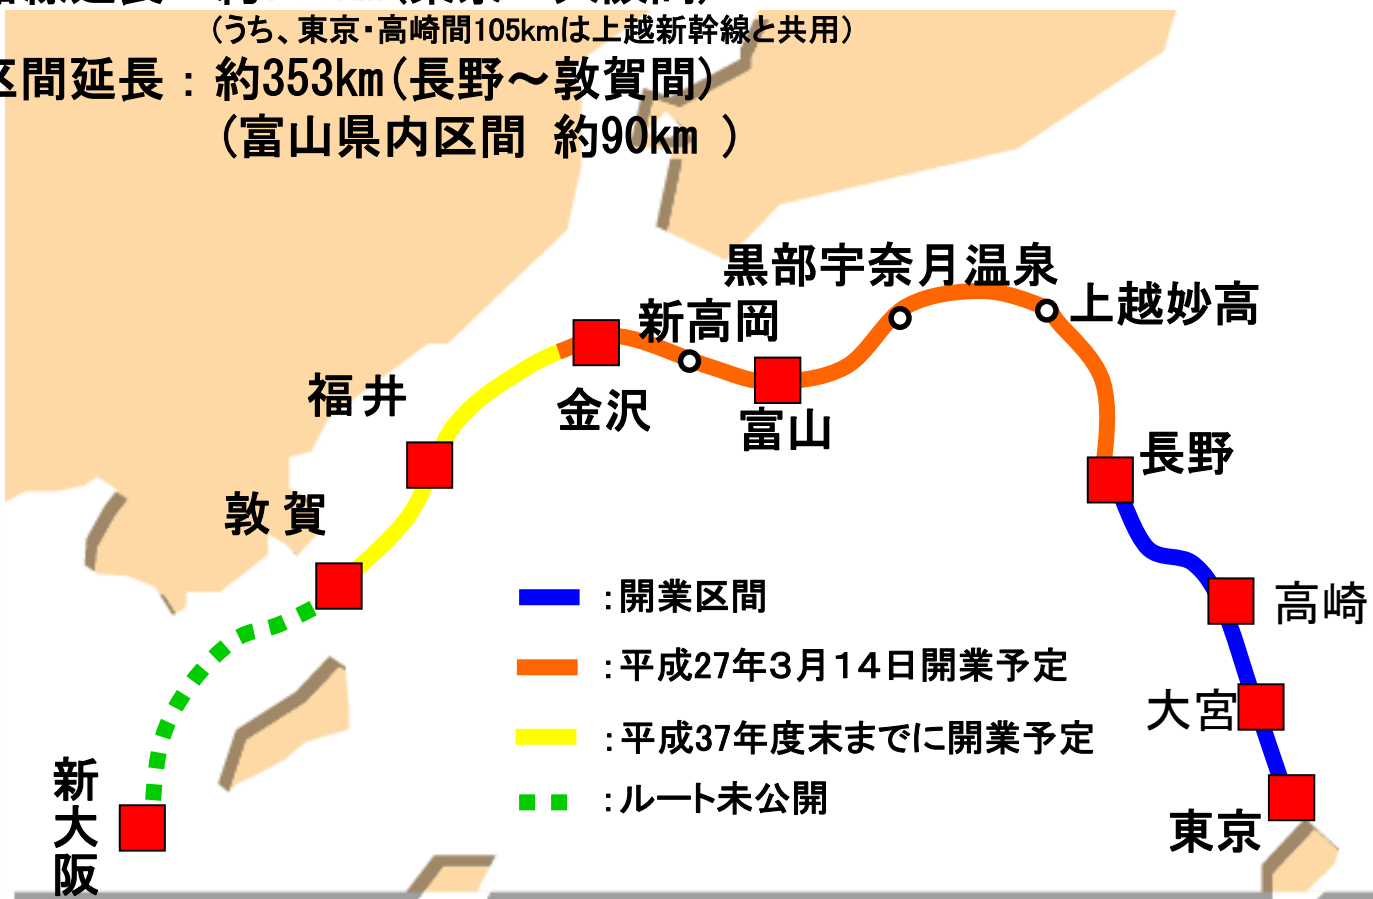 (うち、東京・高崎間105kmは上越新幹線と共用)
区間延長：約353km(長野～敦賀間)
(富山県内区間 約90km )
黒部宇奈月温泉
上越妙高
新高岡
福井
金沢
富山
長野
敦賀
:開業区間
高崎
:平成27年３月１４日開業予定
大宮
:平成37年度末までに開業予定
新大阪
:ルート未公開
東京